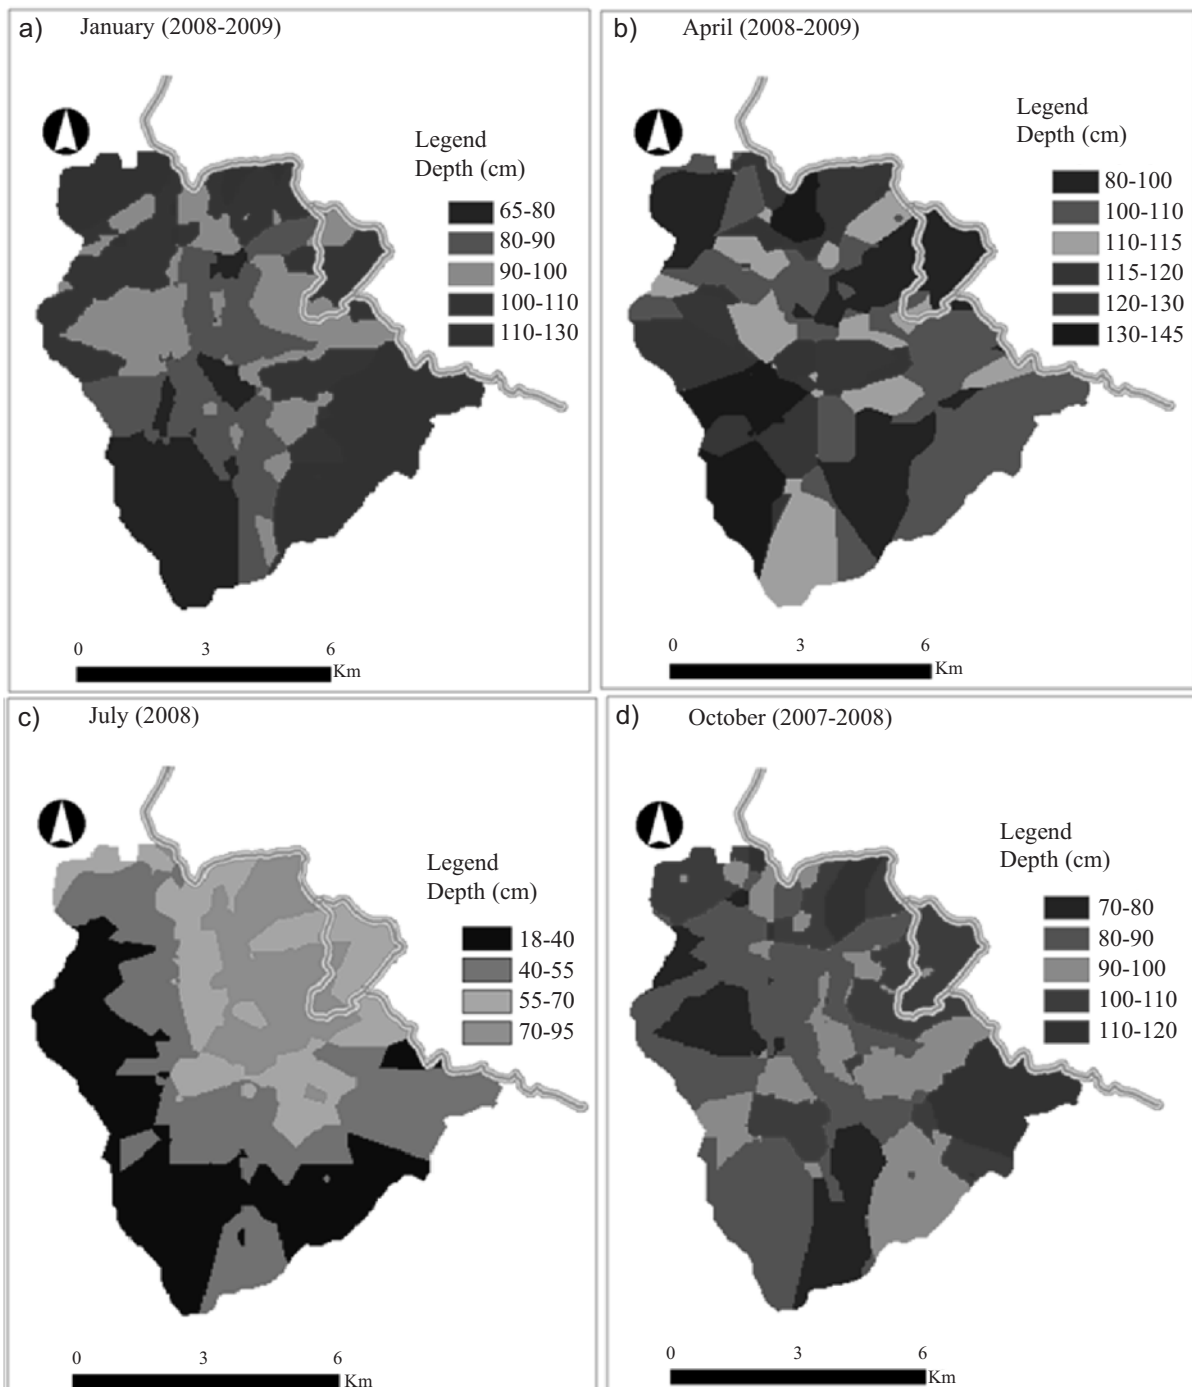 a) January (2008-2009)
Legend
Depth (cm)
65-80
80-90
90-100
100-110
110-130
0 3 6
Km
b) April (2008-2009)
Legend
Depth (cm)
80-100
100-110
110-115
115-120
120-130
130-145
0 3 6
Km
c) July (2008)
Legend
Depth (cm)
18-40
40-55
55-70
70-95
0 3 6
Km
d) October (2007-2008)
Legend
Depth (cm)
70-80
80-90
90-100
100-110
110-120
0 3 6
Km